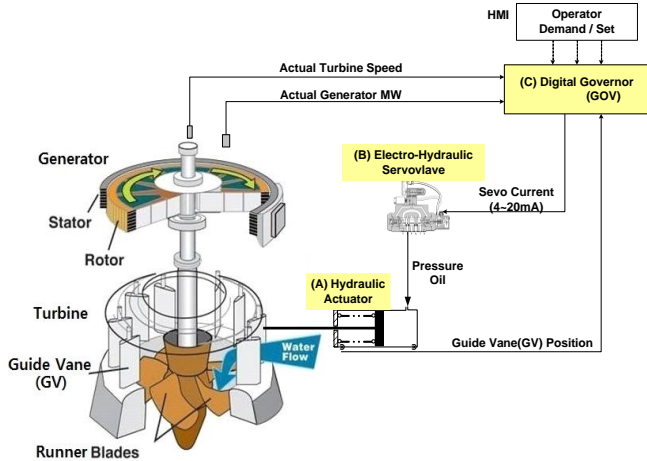 HMI
Operator
Demand / Set
Actual Turbine Speed
(C) Digital Governor
(GOV)
Actual Generator MW
Generator
(B) Electro-Hydraulic
Servovlave
Stator
Sevo Current
(4~20mA)
Rotor
Pressure
Oil
(A) Hydraulic
Actuator
Turbine
Water
Flow
Guide Vane(GV) Position
Guide Vane
(GV)
Runner Blades